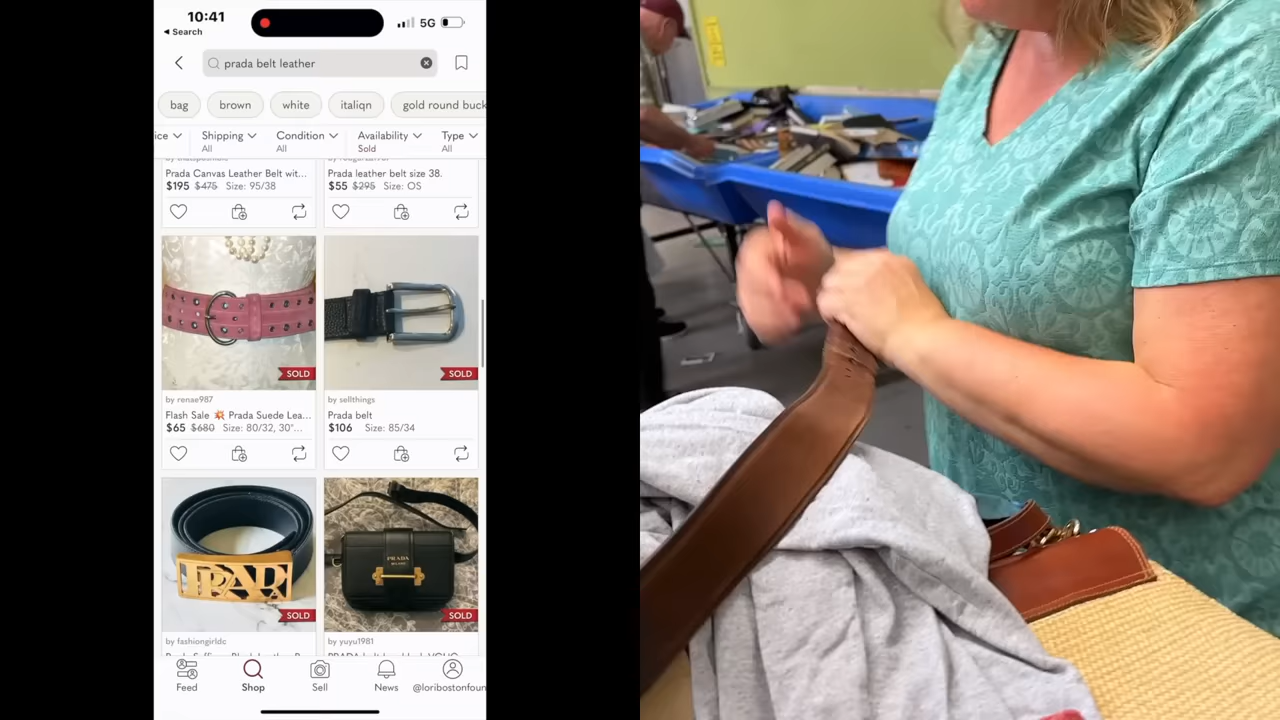 10:41
5G
Search
prada belt leather
bag
brown
white
italiqn
gold round buck
ice
Shipping
All
Condition
All
Availability
Sold
Type
All
Prada Canvas Leather Belt wit...
$195 $475 Size: 95/38
Prada leather belt size 38.
$55 $295 Size: OS
SOLD
SOLD
by renae987
Flash Sale 💥 Prada Suede Lea...
$65 $680 Size: 80/32, 30"...
by sellthings
Prada belt
$106 Size: 85/34
PRADA
PRADA
SOLD
SOLD
by fashiongirldc
by yuyu1981
Feed
Shop
Sell
News
@loribostonfoun